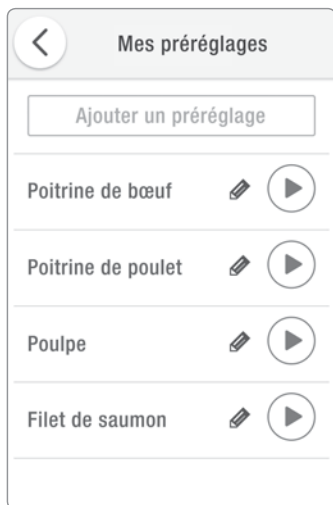 Mes préréglages
Ajouter un préréglage
Poitrine de bœuf
Poitrine de poulet
Poulpe
Filet de saumon